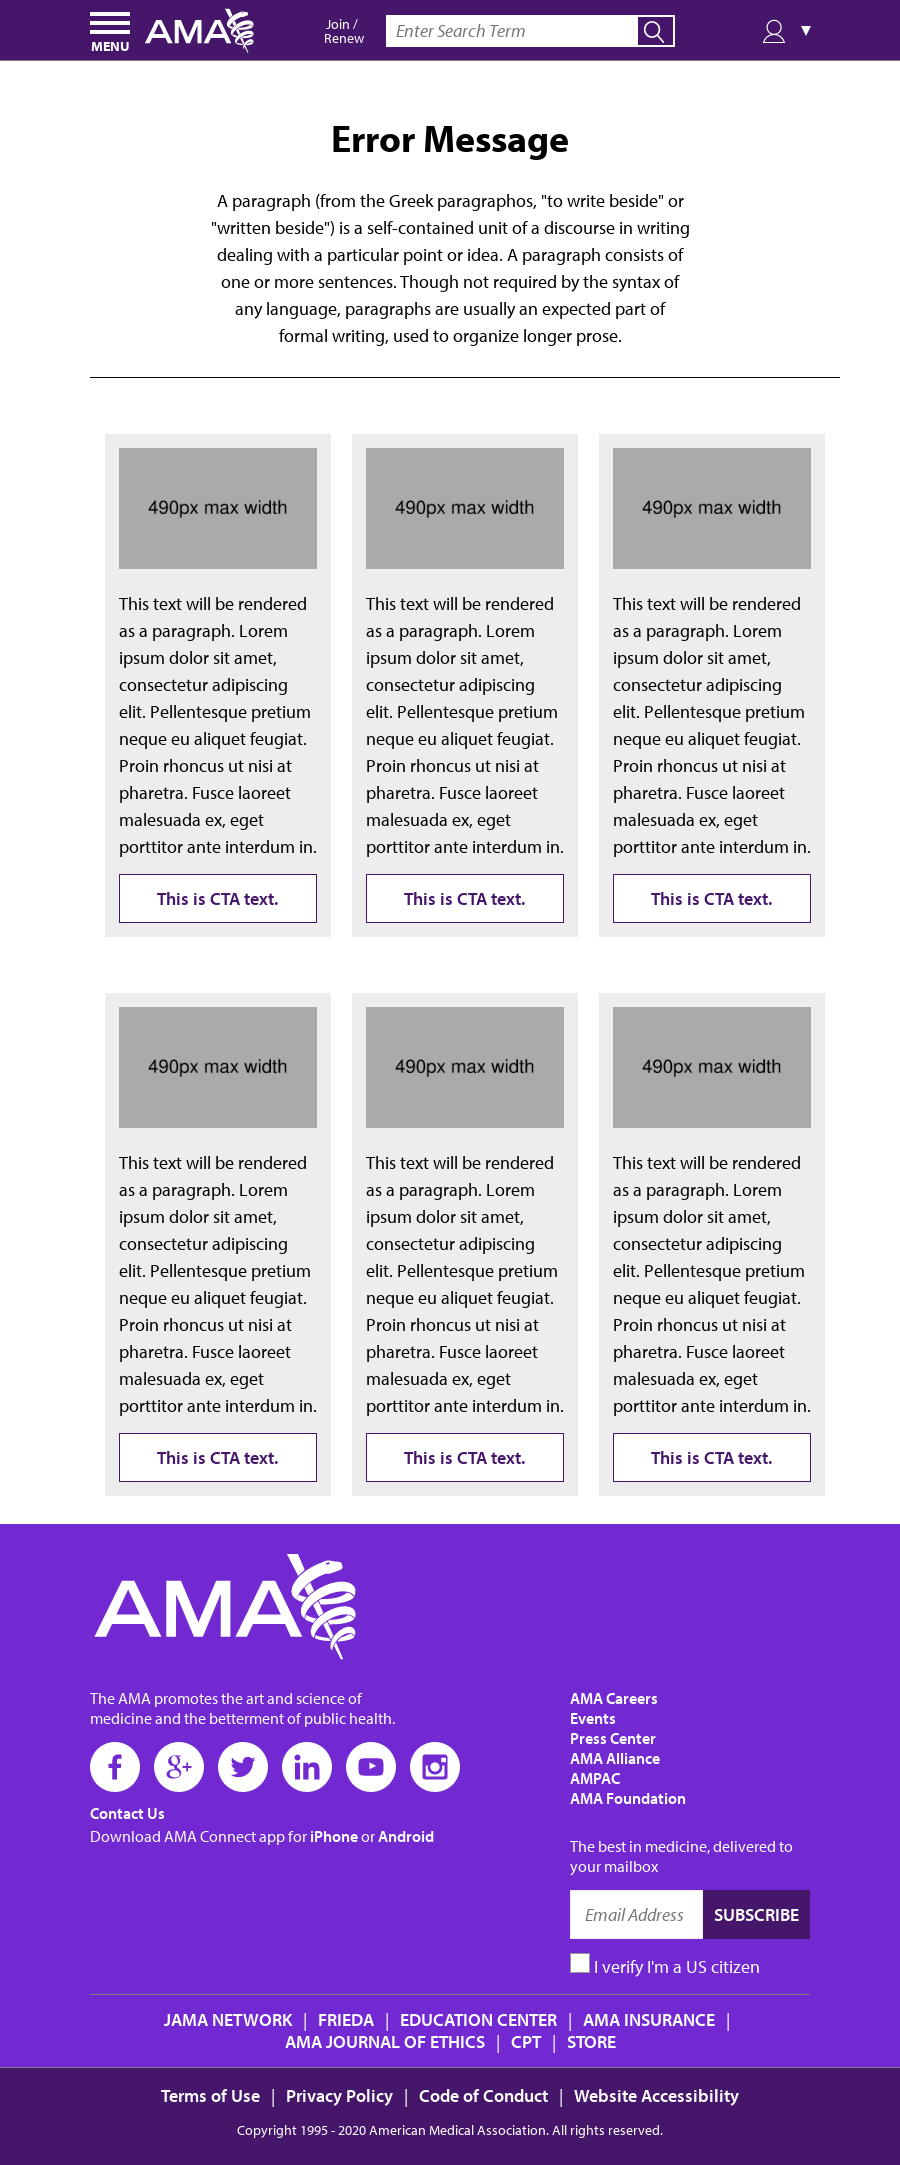 MENU
AMA
Join /
Renew
Enter Search Term
▼
Error Message
A paragraph (from the Greek paragraphos, "to write beside" or
"written beside") is a self-contained unit of a discourse in writing
dealing with a particular point or idea. A paragraph consists of
one or more sentences. Though not required by the syntax of
any language, paragraphs are usually an expected part of
formal writing, used to organize longer prose.
490px max width
This text will be rendered
as a paragraph. Lorem
ipsum dolor sit amet,
consectetur adipiscing
elit. Pellentesque pretium
neque eu aliquet feugiat.
Proin rhoncus ut nisi at
pharetra. Fusce laoreet
malesuada ex, eget
porttitor ante interdum in.
This is CTA text.
490px max width
This text will be rendered
as a paragraph. Lorem
ipsum dolor sit amet,
consectetur adipiscing
elit. Pellentesque pretium
neque eu aliquet feugiat.
Proin rhoncus ut nisi at
pharetra. Fusce laoreet
malesuada ex, eget
porttitor ante interdum in.
This is CTA text.
490px max width
This text will be rendered
as a paragraph. Lorem
ipsum dolor sit amet,
consectetur adipiscing
elit. Pellentesque pretium
neque eu aliquet feugiat.
Proin rhoncus ut nisi at
pharetra. Fusce laoreet
malesuada ex, eget
porttitor ante interdum in.
This is CTA text.
490px max width
This text will be rendered
as a paragraph. Lorem
ipsum dolor sit amet,
consectetur adipiscing
elit. Pellentesque pretium
neque eu aliquet feugiat.
Proin rhoncus ut nisi at
pharetra. Fusce laoreet
malesuada ex, eget
porttitor ante interdum in.
This is CTA text.
490px max width
This text will be rendered
as a paragraph. Lorem
ipsum dolor sit amet,
consectetur adipiscing
elit. Pellentesque pretium
neque eu aliquet feugiat.
Proin rhoncus ut nisi at
pharetra. Fusce laoreet
malesuada ex, eget
porttitor ante interdum in.
This is CTA text.
490px max width
This text will be rendered
as a paragraph. Lorem
ipsum dolor sit amet,
consectetur adipiscing
elit. Pellentesque pretium
neque eu aliquet feugiat.
Proin rhoncus ut nisi at
pharetra. Fusce laoreet
malesuada ex, eget
porttitor ante interdum in.
This is CTA text.
AMA
The AMA promotes the art and science of
medicine and the betterment of public health.
f g+ in
Contact Us
Download AMA Connect app for iPhone or Android
AMA Careers
Events
Press Center
AMA Alliance
AMPAC
AMA Foundation
The best in medicine, delivered to
your mailbox
Email Address SUBSCRIBE
I verify I'm a US citizen
JAMA NETWORK | FRIEDA | EDUCATION CENTER | AMA INSURANCE |
AMA JOURNAL OF ETHICS | CPT | STORE
Terms of Use | Privacy Policy | Code of Conduct | Website Accessibility
Copyright 1995 - 2020 American Medical Association. All rights reserved.